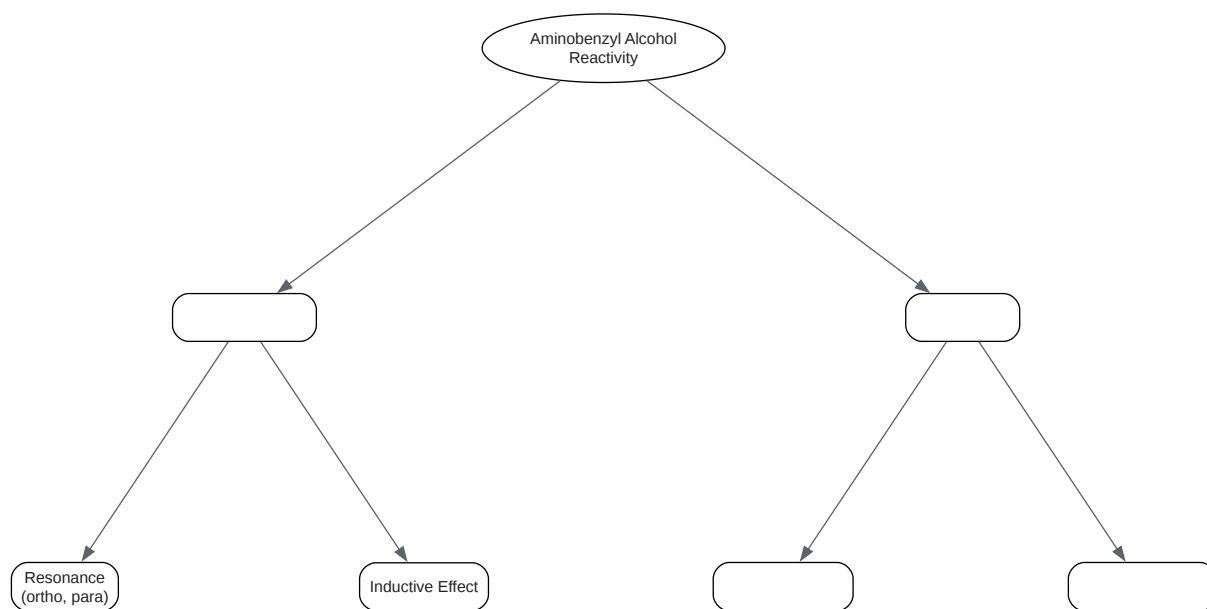 Aminobenzyl Alcohol
Reactivity
Resonance
(ortho, para)
Inductive Effect